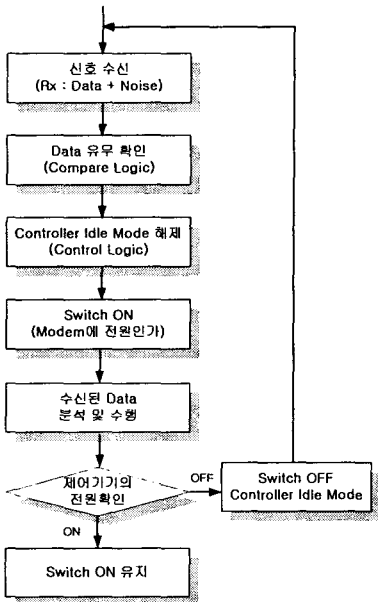 신호 수신
(Rx : Data + Noise)
Data 유무 확인
(Compare Logic)
Controller Idle Mode 해제
(Control Logic)
Switch ON
(Modem에 전원인가)
수신된 Data
분석 및 수행
제어기기의
전원확인
OFF
Switch OFF
Controller Idle Mode
ON
Switch ON 유지